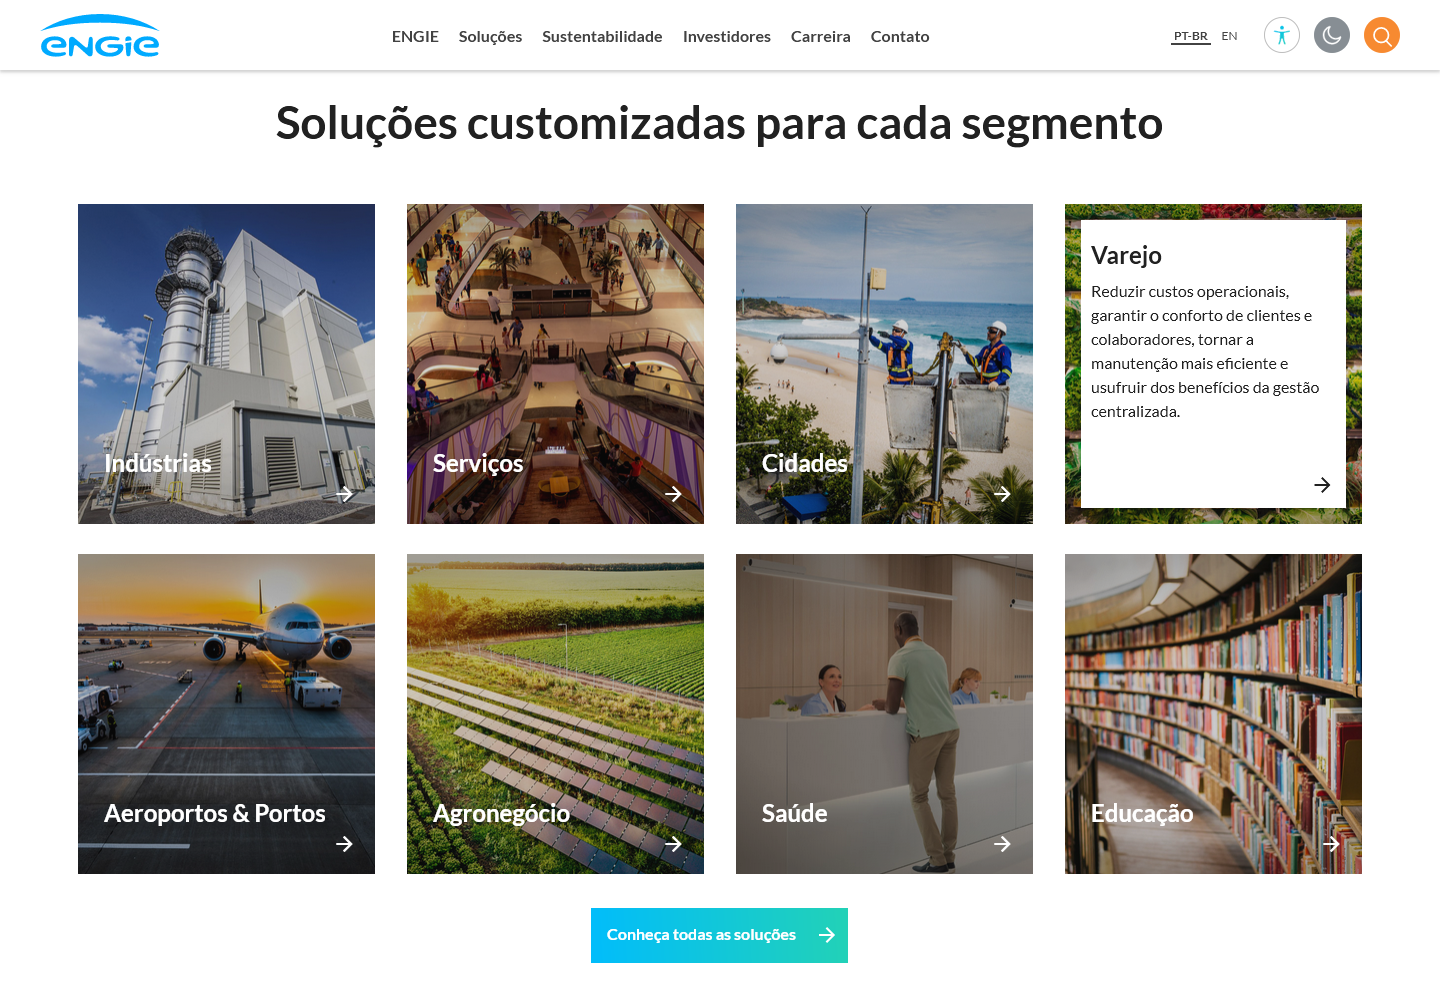 ENGIE
ENGIE Soluções Sustentabilidade Investidores Carreira Contato
PT-BR EN
Soluções customizadas para cada segmento
Indústrias
Serviços
Cidades
Varejo
Reduzir custos operacionais,
garantir o conforto de clientes e
colaboradores, tornar a
manutenção mais eficiente e
usufruir dos benefícios da gestão
centralizada.
Aeroportos & Portos
Agronegócio
Saúde
Educação
Conheça todas as soluções